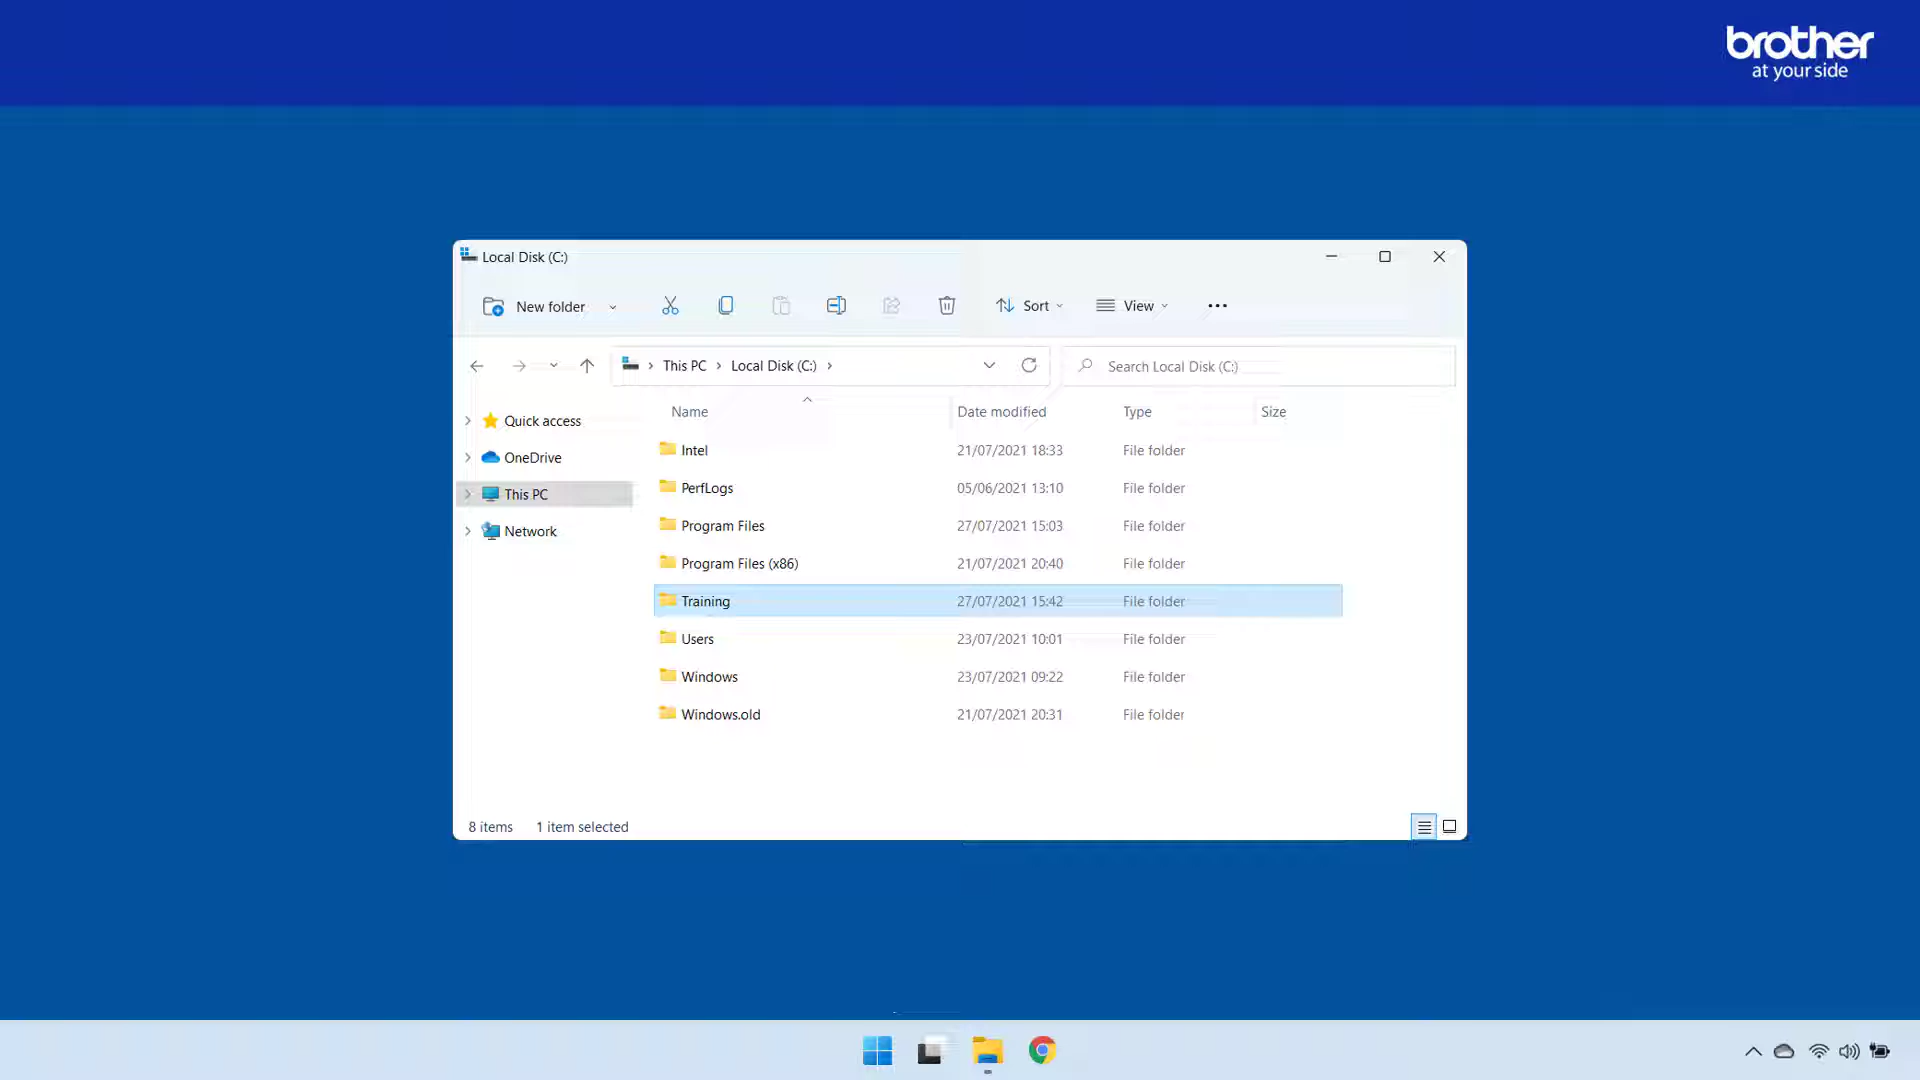 brother
at your side
Local Disk (C:)
New folder
Sort
View
This PC > Local Disk (C:) >
Search Local Disk (C:)
Name Date modified Type Size
Quick access
OneDrive
This PC
Network
Intel 21/07/2021 18:33 File folder
PerfLogs 05/06/2021 13:10 File folder
Program Files 27/07/2021 15:03 File folder
Program Files (x86) 21/07/2021 20:40 File folder
Training 27/07/2021 15:42 File folder
Users 23/07/2021 10:01 File folder
Windows 23/07/2021 09:22 File folder
Windows.old 21/07/2021 20:31 File folder
8 items 1 item selected